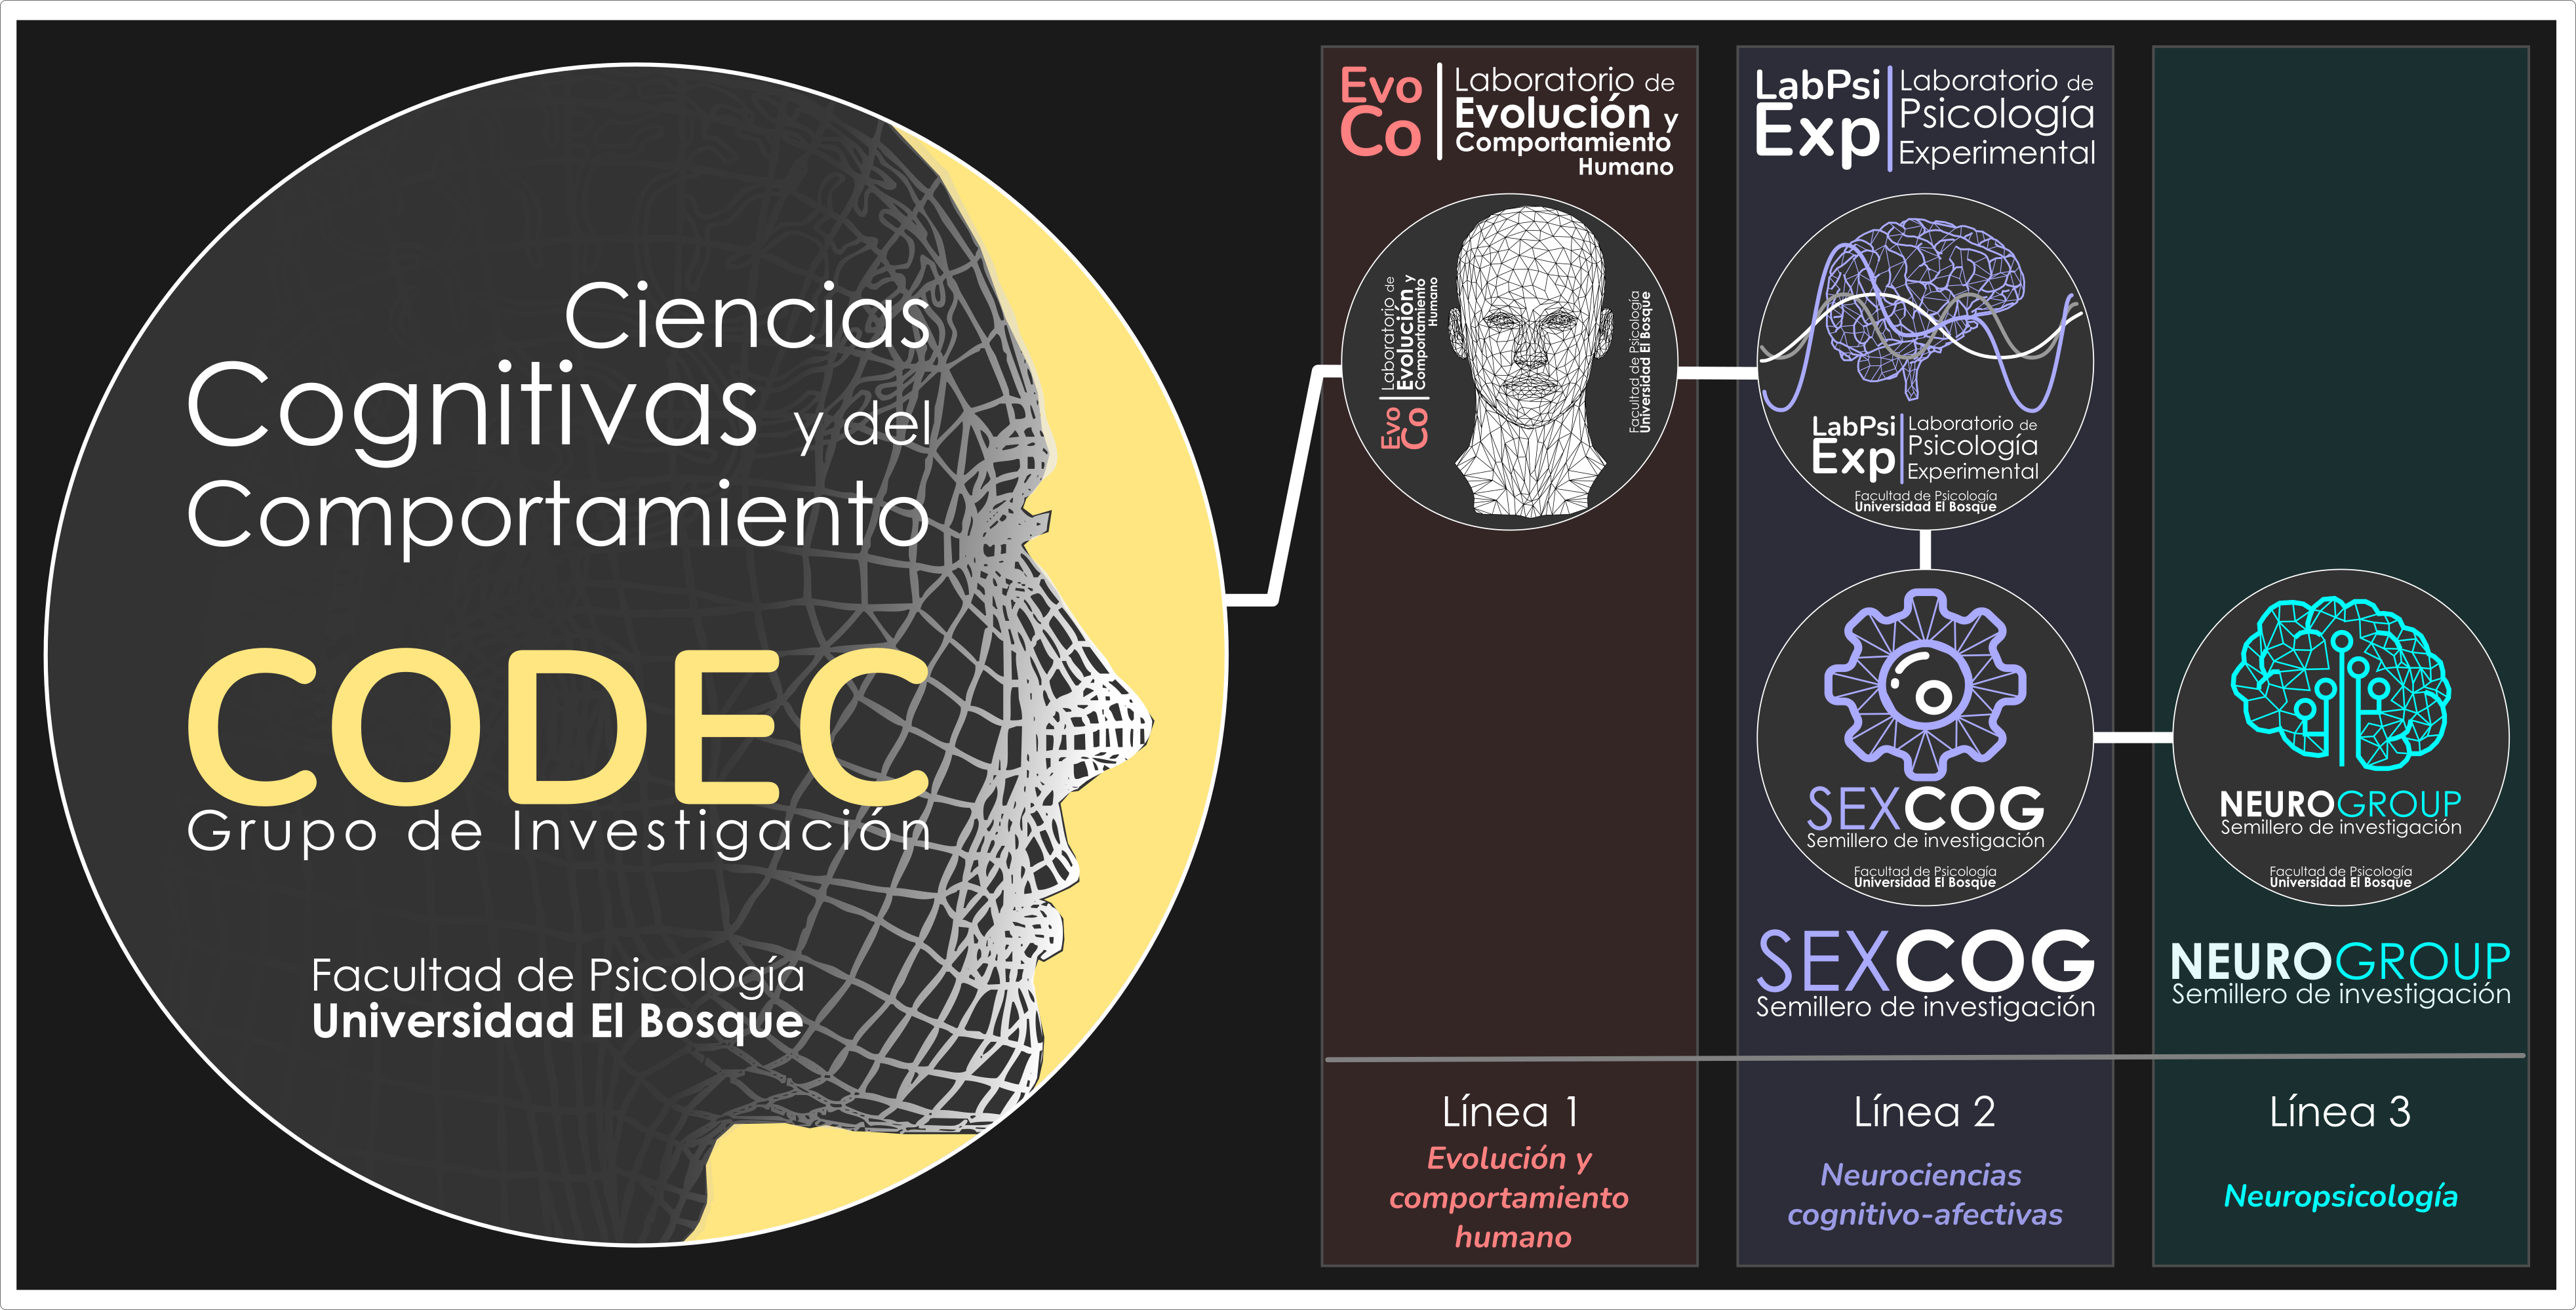 Ciencias
Cognitivas y del
Comportamiento
CODEC
Grupo de Investigación
Facultad de Psicología
Universidad El Bosque
Evo
Co
Laboratorio de
Evolución y
Comportamiento
Humano
Evo
Co
Laboratorio de
Evolución y
Comportamiento
Humano
Facultad de Psicología
Universidad El Bosque
Línea 1
Evolución y
comportamiento
humano
LabPsi
Exp
Laboratorio de
Psicología
Experimental
LabPsi
Exp
Laboratorio de
Psicología
Experimental
Facultad de Psicología
Universidad El Bosque
SEXCOG
Semillero de investigación
Facultad de Psicología
Universidad El Bosque
SEXCOG
Semillero de investigación
Línea 2
Neurociencias
cognitivo-afectivas
NEUROGROUP
Semillero de investigación
Facultad de Psicología
Universidad El Bosque
NEUROGROUP
Semillero de investigación
Línea 3
Neuropsicología